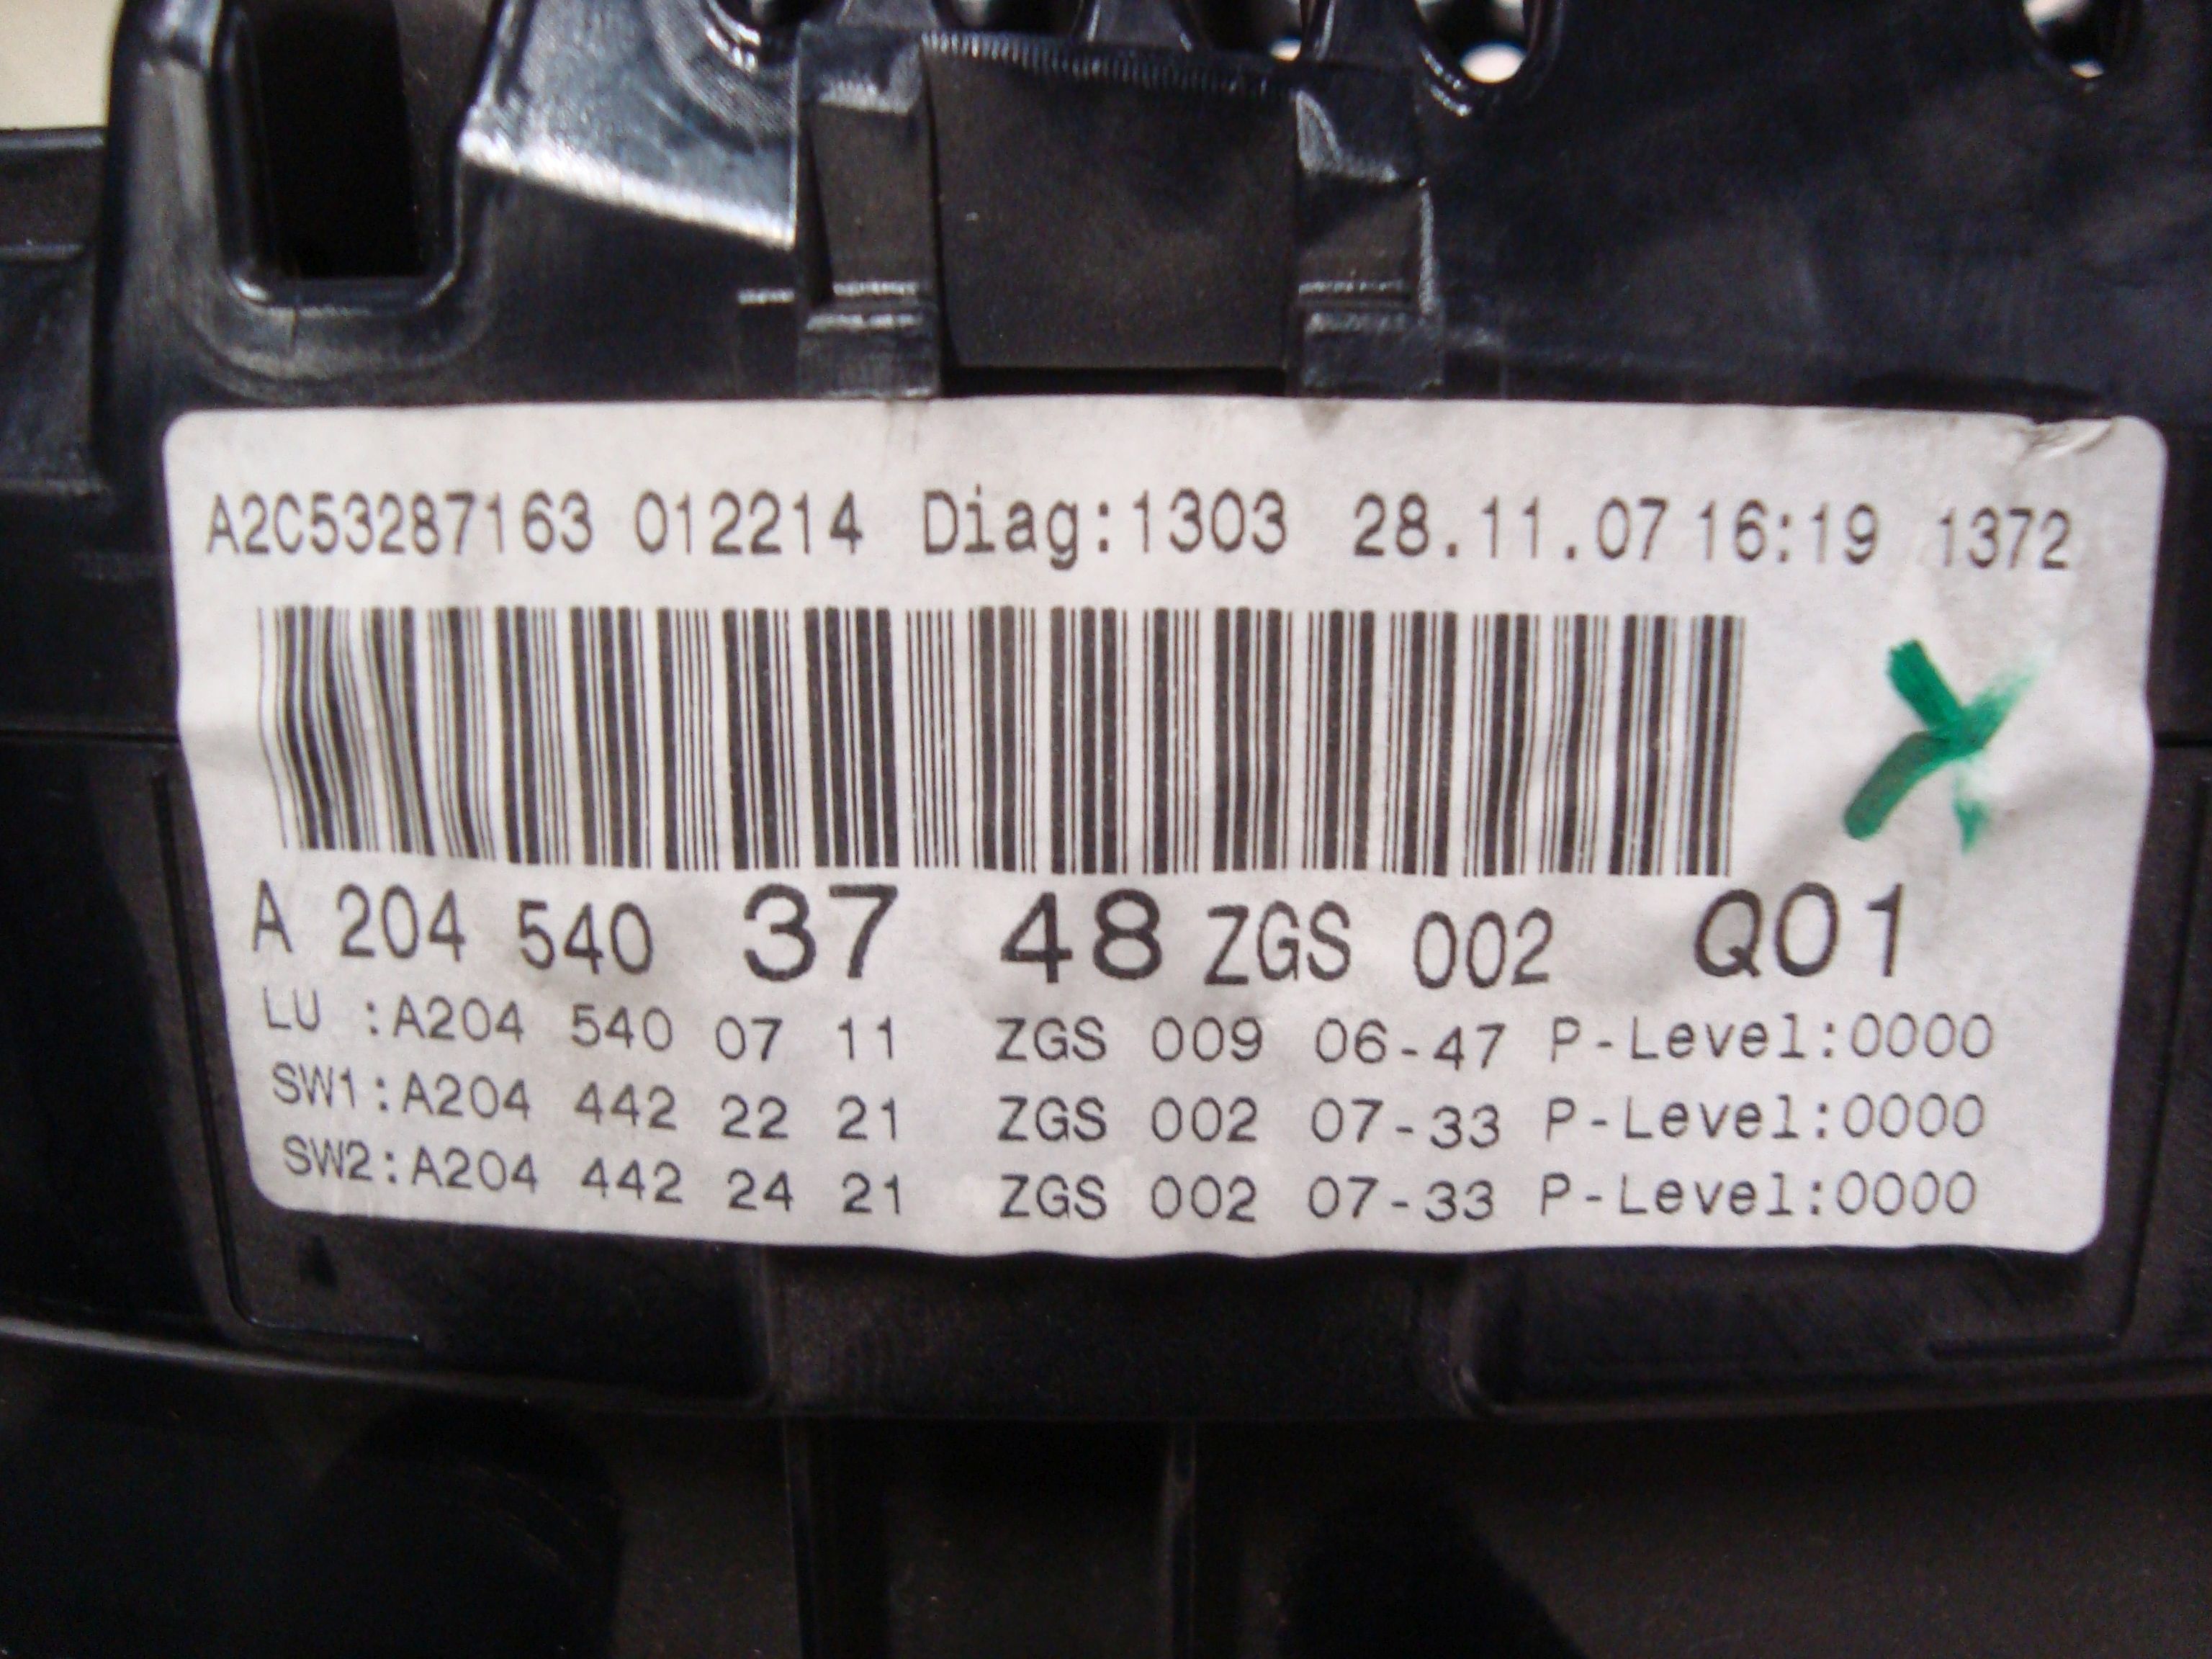 A2C53287163 012214 Diag:1303 28.11.07 16:19 1372
A 204 540 37 48 ZGS 002 Q01
LU :A204 540 07 11 ZGS 009 06-47 P-Level:0000
SW1:A204 442 22 21 ZGS 002 07-33 P-Level:0000
SW2:A204 442 24 21 ZGS 002 07-33 P-Level:0000